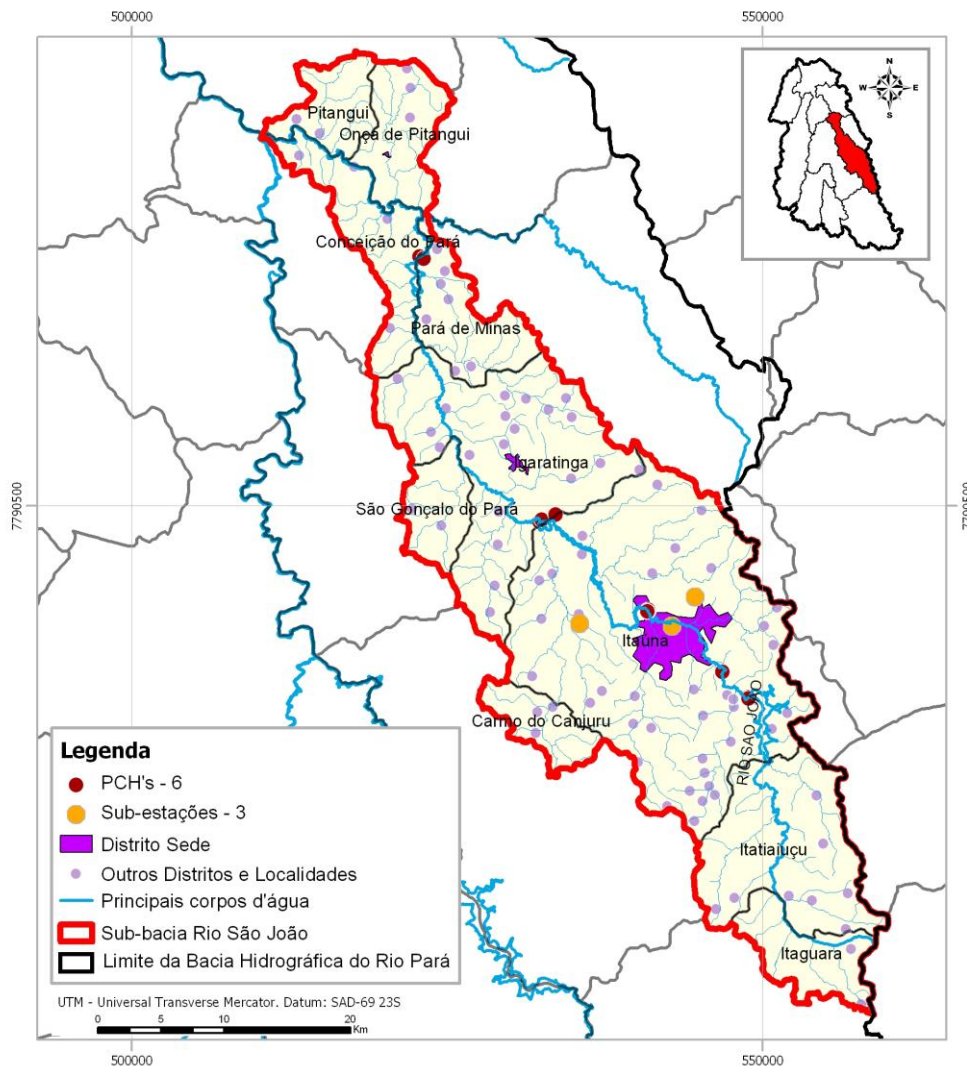 500000
550000
N
W
E
S
Pitangui
Onça de Pitangui
Conceição do Pará
Pará de Minas
Igaratinga
São Gonçalo do Pará
7790500
7790500
Itaúna
Carmo do Canjuru
RIO SÃO JOÃO
Itatiaiuçu
Itaguara
Legenda
PCH's - 6
Sub-estações - 3
Distrito Sede
Outros Distritos e Localidades
Principais corpos d'água
Sub-bacia Rio São João
Limite da Bacia Hidrográfica do Rio Pará
UTM - Universal Transverse Mercator. Datum: SAD-69 23S
0 5 10 20
Km
500000
550000